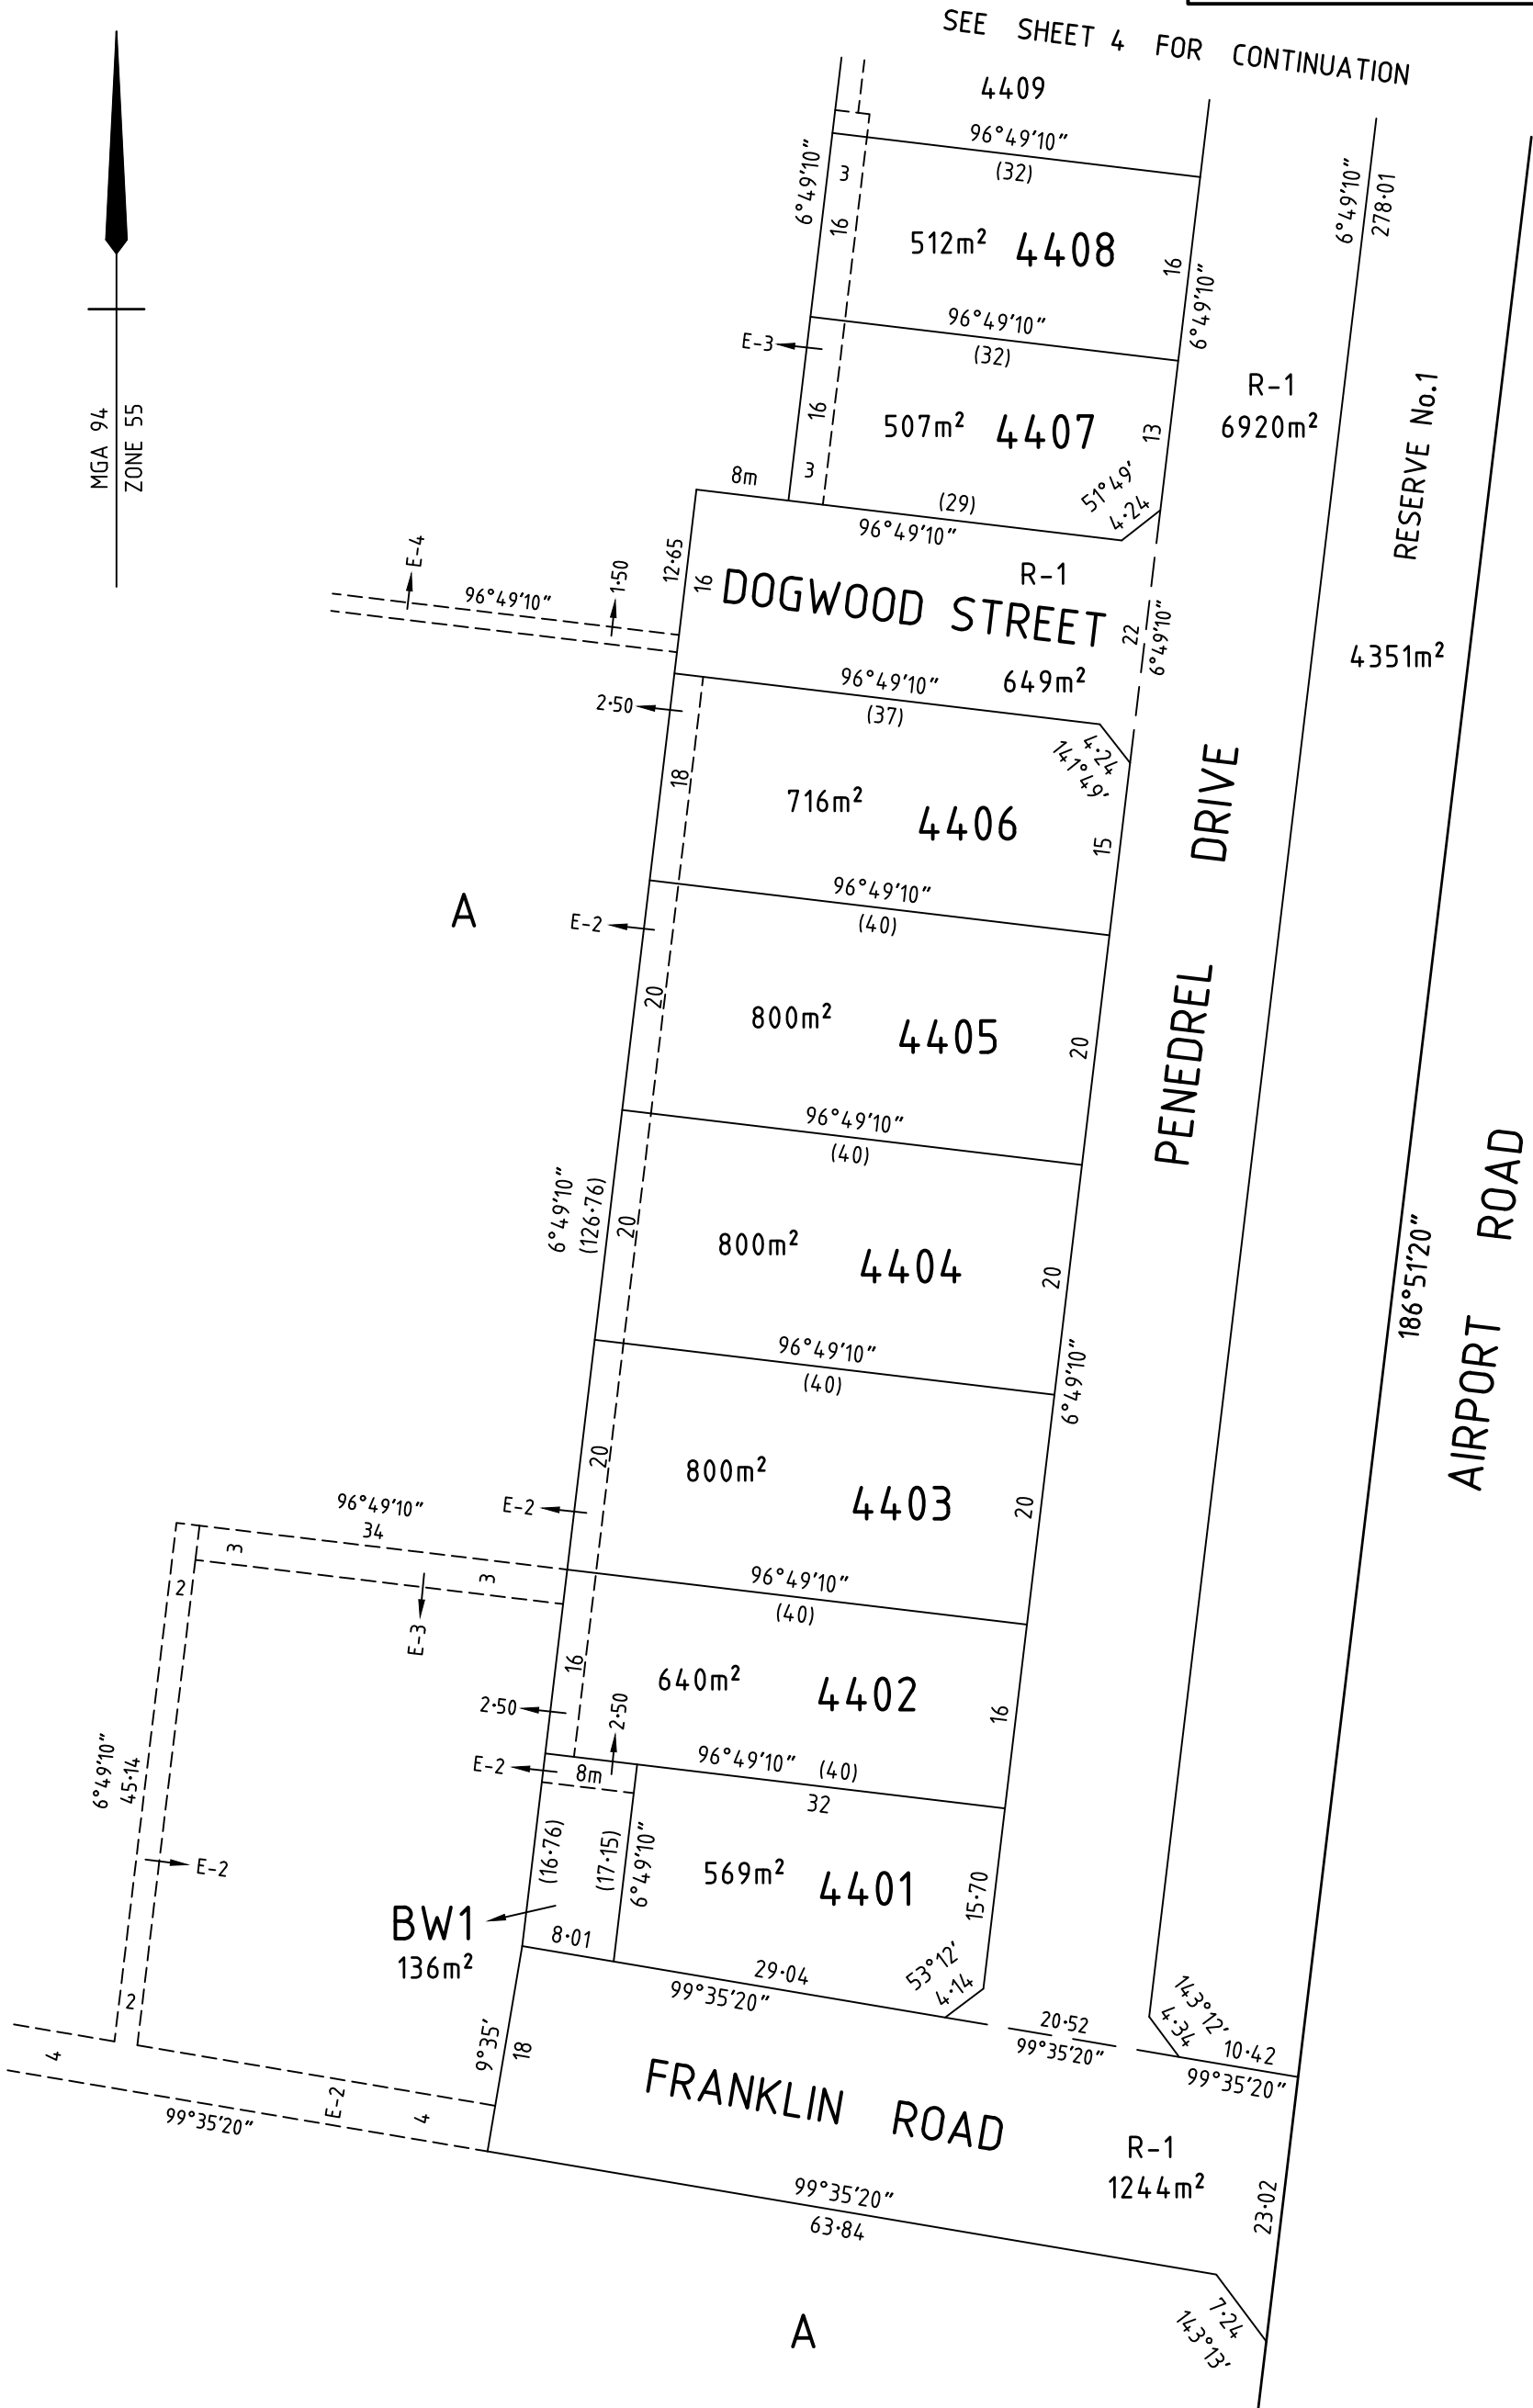 SEE SHEET 4 FOR CONTINUATION
4409
96°49'10"
(32)
6°49'10"
3
16
512m²
4408
16
6°49'10"
6°49'10"
278·01
96°49'10"
(32)
E-3
16
3
507m²
4407
13
R-1
6920m²
RESERVE No.1
MGA 94
ZONE 55
8m
(29)
96°49'10"
51°49'
4·24
E-4
96°49'10"
1·50
12·65
16
R-1
DOGWOOD STREET
22
6°49'10"
649m²
4351m²
96°49'10"
(37)
2·50
18
4·24
141°49'
716m²
4406
15
PENEDREL DRIVE
A
96°49'10"
(40)
E-2
20
800m²
4405
20
96°49'10"
(40)
6°49'10"
(126·76)
20
800m²
4404
20
186°51'20"
AIRPORT ROAD
96°49'10"
(40)
6°49'10"
20
800m²
4403
20
E-2
96°49'10"
34
3
3
2
E-3
96°49'10"
(40)
16
640m²
4402
16
2·50
2·50
E-2
8m
96°49'10" (40)
32
6°49'10"
45·14
E-2
(16·76)
(17·15)
6°49'10"
569m²
4401
15·70
BW1
136m²
8·01
29·04
99°35'20"
53°12'
4·14
20·52
99°35'20"
143°12'
4·34
10·42
99°35'20"
2
4
9°35'
18
E-2
4
99°35'20"
FRANKLIN ROAD
R-1
1244m²
99°35'20"
63·84
23·02
7·24
143°13'
A